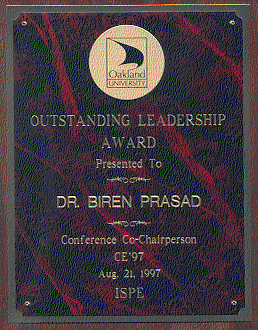 Oakland
UNIVERSITY
OUTSTANDING LEADERSHIP
AWARD
Presented To
DR. BIREN PRASAD
Conference Co-Chairperson
CE'97
Aug. 21, 1997
ISPE